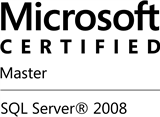 Microsoft
CERTIFIED
Master
SQL Server® 2008